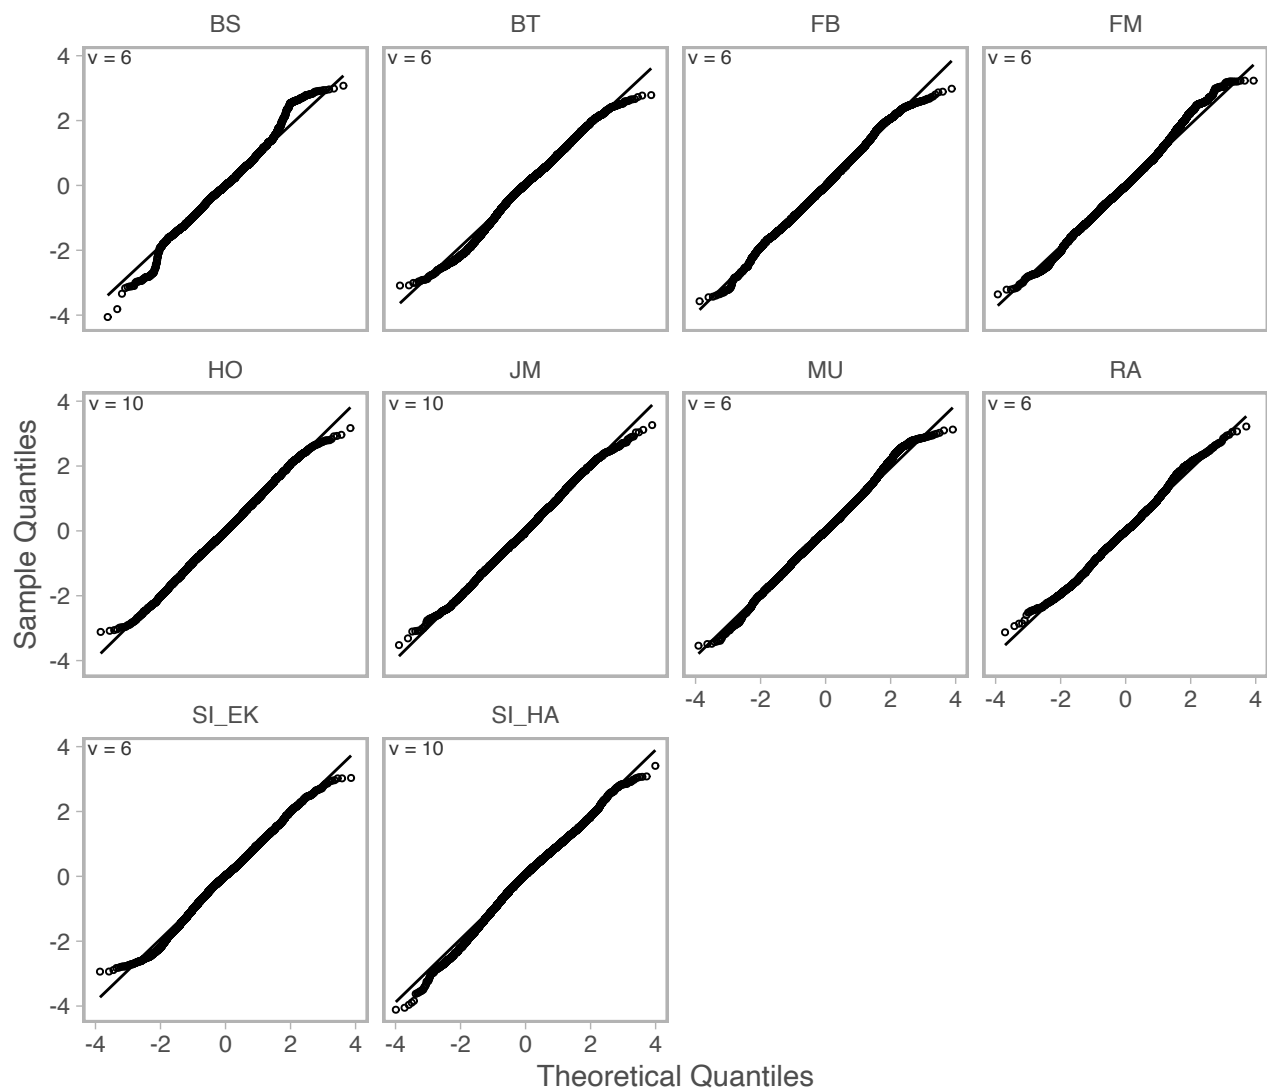 BS BT FB FM
v = 6 v = 6 v = 6 v = 6
4
2
0
-2
-4
HO JM MU RA
v = 10 v = 10 v = 6 v = 6
4
2
0
-2
-4
-4 -2 0 2 4 -4 -2 0 2 4
SI_EK SI_HA
v = 6 v = 10
4
2
0
-2
-4
-4 -2 0 2 4 -4 -2 0 2 4
Sample Quantiles
Theoretical Quantiles